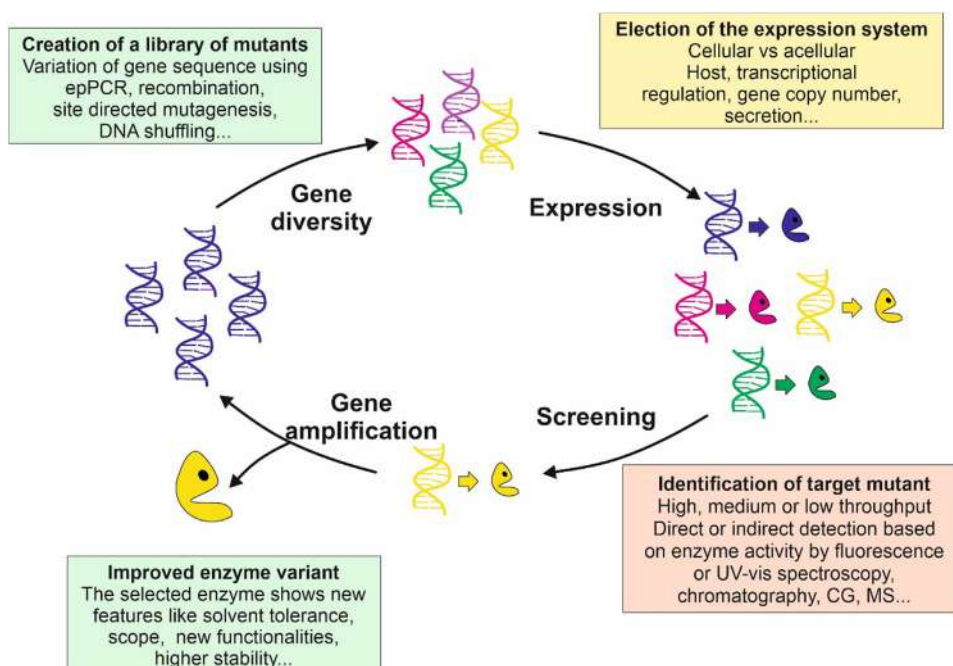 Creation of a library of mutants
Variation of gene sequence using
epPCR, recombination,
site directed mutagenesis,
DNA shuffling...
Election of the expression system
Cellular vs acellular
Host, transcriptional
regulation, gene copy number,
secretion...
Gene
diversity
Expression
Gene
amplification
Screening
Identification of target mutant
High, medium or low throughput
Direct or indirect detection based
on enzyme activity by fluorescence
or UV-vis spectroscopy,
chromatography, CG, MS...
Improved enzyme variant
The selected enzyme shows new
features like solvent tolerance,
scope, new functionalities,
higher stability...